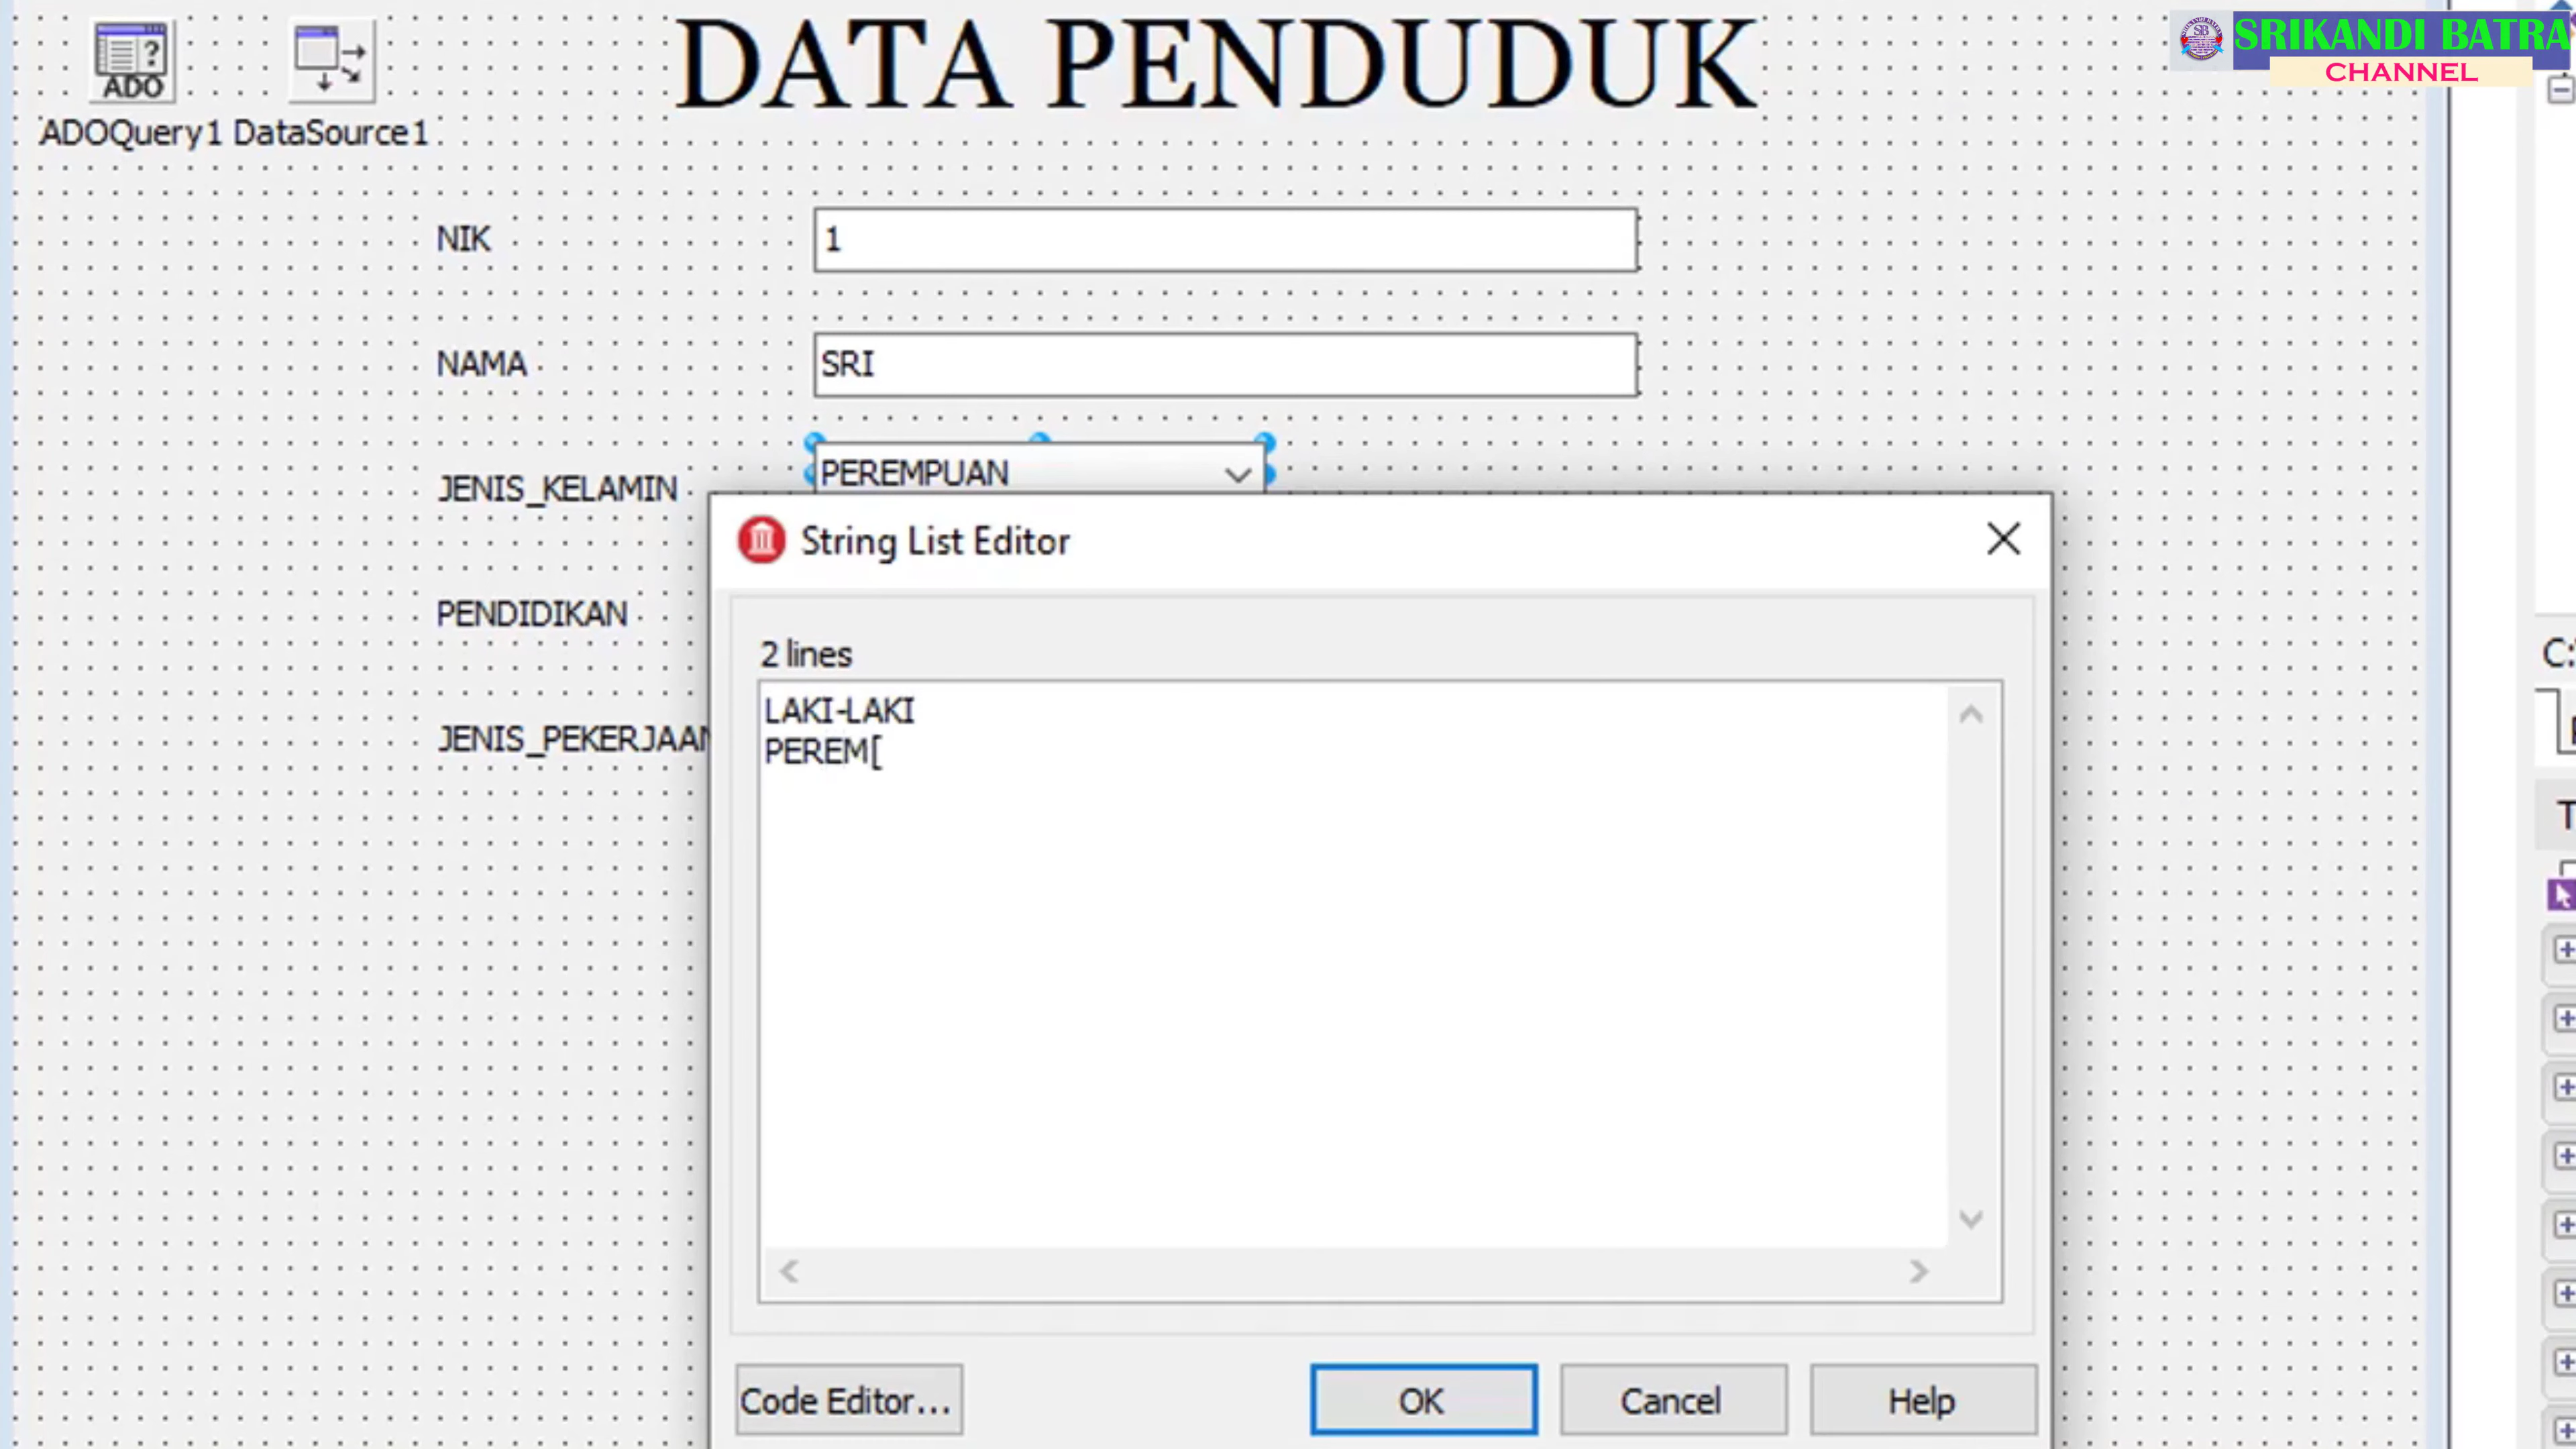 DATA PENDUDUK
SRIKANDI BATRA
CHANNEL
ADO
ADOQuery1 DataSource1
NIK
1
NAMA
SRI
JENIS_KELAMIN
PEREMPUAN
String List Editor
PENDIDIKAN
2 lines
C:
LAKI-LAKI
JENIS_PEKERJAAN
PEREM[
Code Editor...
OK
Cancel
Help